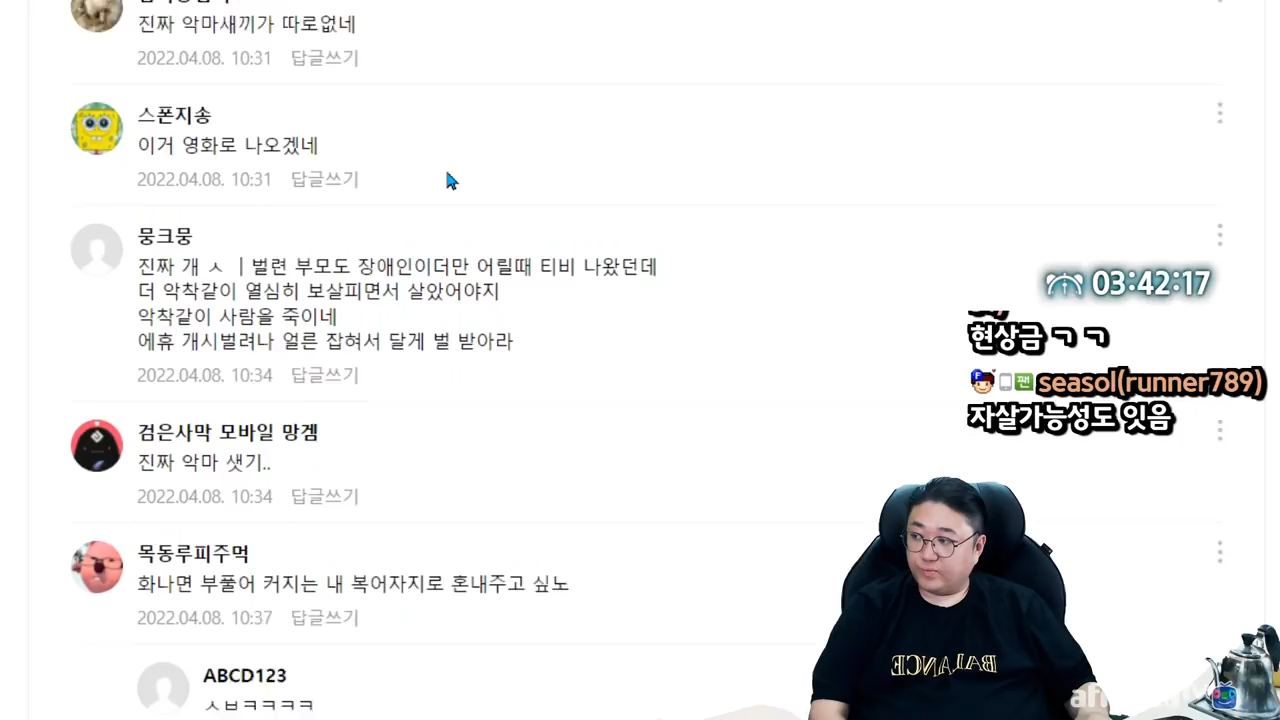 진짜 악마새끼가 따로없네
2022.04.08. 10:31 답글쓰기
스폰지송
이거 영화로 나오겠네
2022.04.08. 10:31 답글쓰기
뭉크뭉
진짜 개 ㅅ ㅣ벌련 부모도 장애인이더만 어릴때 티비 나왔던데
더 악착같이 열심히 보살피면서 살았어야지
악착같이 사람을 죽이네
에휴 개시벌려나 얼른 잡혀서 달게 벌 받아라
2022.04.08. 10:34 답글쓰기
검은사막 모바일 망겜
진짜 악마 샛기..
2022.04.08. 10:34 답글쓰기
목동루피주먹
화나면 부풀어 커지는 내 복어자지로 혼내주고 싶노
2022.04.08. 10:37 답글쓰기
ABCD123
ㅅㅂㅋㅋㅋㅋ
03:42:17
현상금 ㄱ ㄱ
F 팬 seasol(runner789)
자살가능성도 잇음
BALANCE